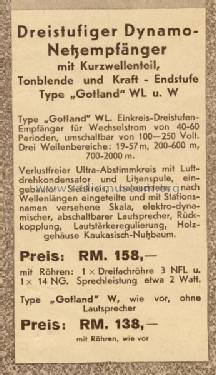 Dreistufiger Dynamo-
Netzempfänger
mit Kurzwellenteil,
Tonblende und Kraft - Endstufe
Type „Gotland" WL u. W
Type „Gotland" WL. Einkreis-Dreistufen-
Empfänger für Wechselstrom von 40-60
Perioden, umschaltbar von 100—250 Volt.
Drei Wellenbereiche: 19-57 m, 200-600 m,
700-2000 m.
Verlustfreier Ultra-Abstimmkreis mit Luft-
drehkondensator und Litzenspule, ein-
nach
Wellenlängen eingeteilte und mit Stations-
namen versehene Skala, elektro-dyna-
mischer, abschaltbarer Lautsprecher, Rück-
kopplung, Lautstärkeregulierung, Holz-
gehäuse Kaukasisch-Nußbaum.
Preis: RM. 158,—
mit Röhren: 1 × Dreifachröhre 3 NFL u.
1 × 14 NG. Sprechleistung etwa 2 Watt.
Type „Gotland" W, wie vor, ohne
Lautsprecher
Preis: RM. 138,—
mit Röhren, wie vor